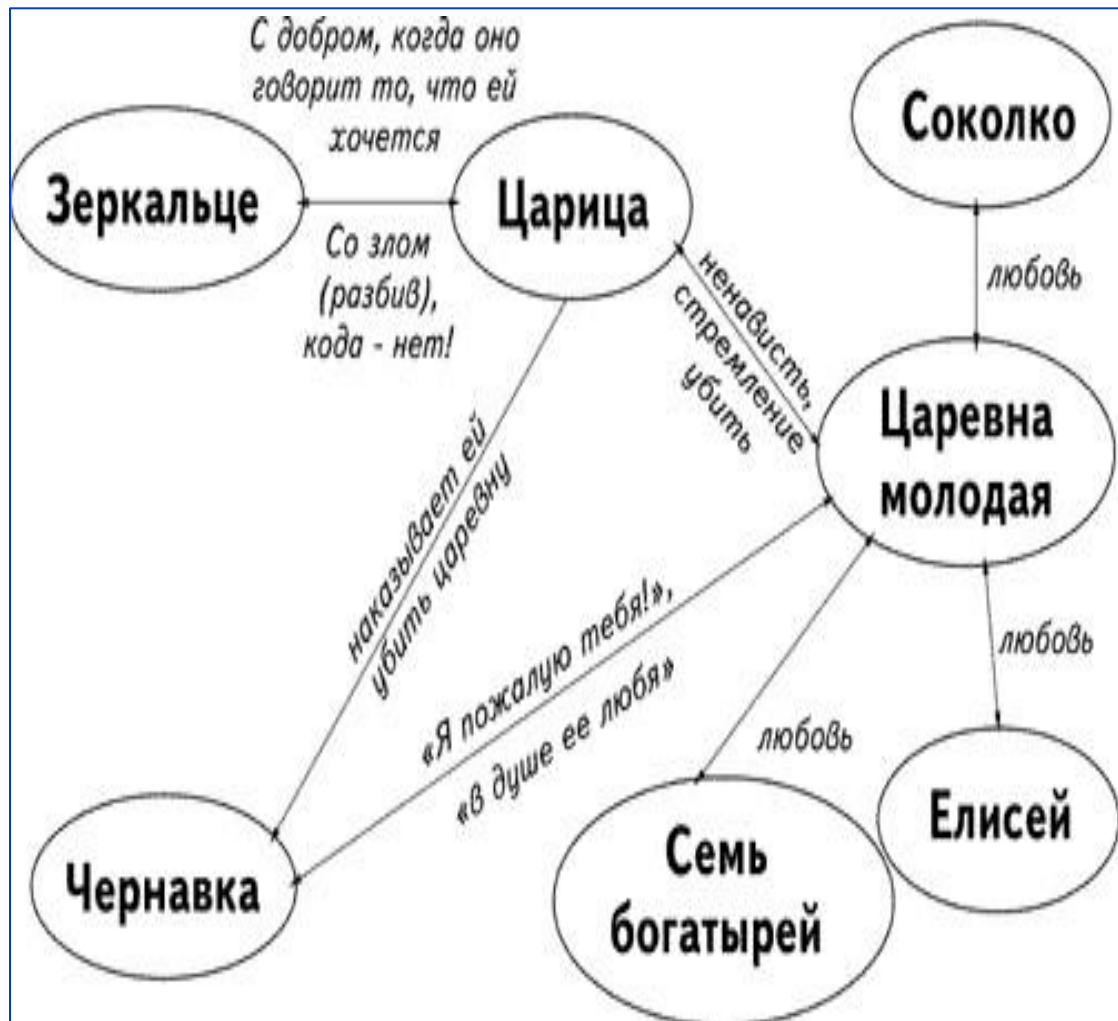 С добром, когда оно
говорит то, что ей
хочется
Зеркальце
Царица
Соколко
Со злом
(разбив),
кода - нет!
ненависть,
стремление
убить
любовь
Царевна
молодая
наказывает ей
убить царевну
«Я пожалую тебя!»,
«в душе ее любя»
любовь
любовь
Чернавка
Семь
богатырей
Елисей